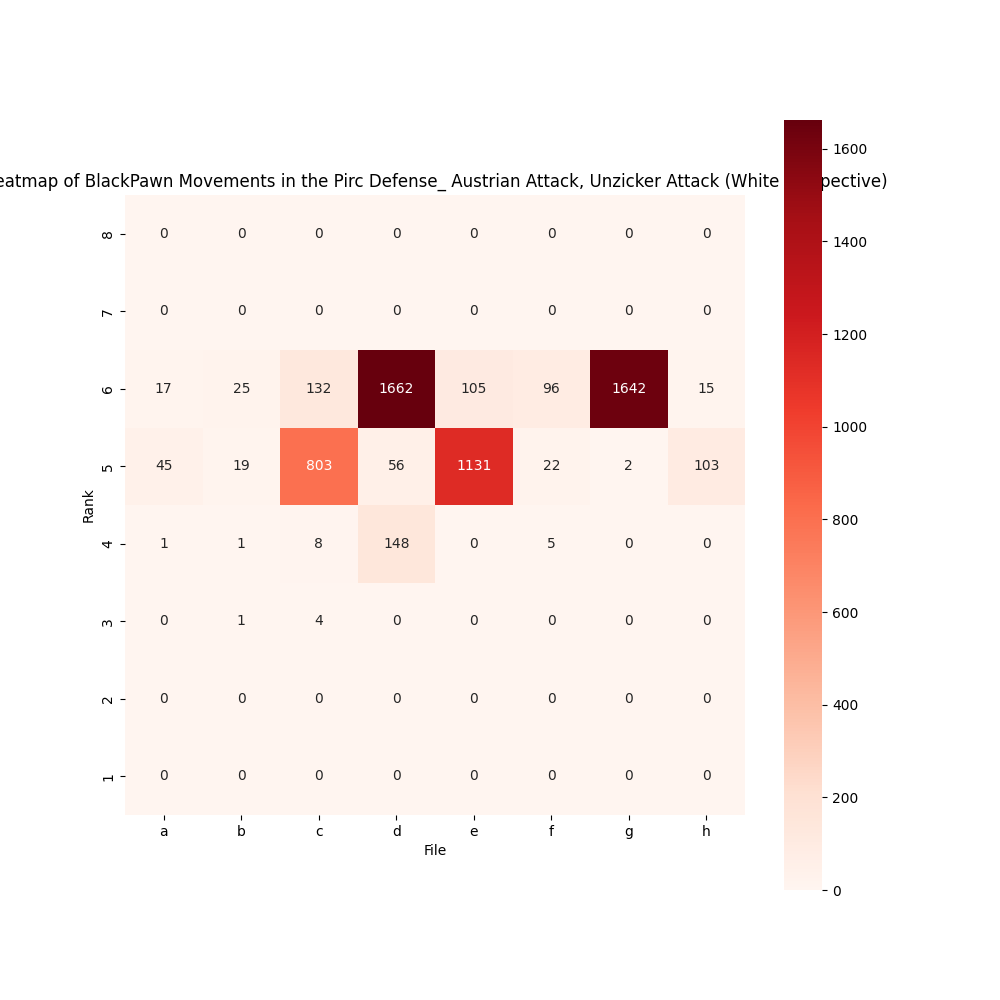 eatmap of BlackPawn Movements in the Pirc Defense_ Austrian Attack, Unzicker Attack (White pective)
8 0 0 0 0 0 0 0 0
7 0 0 0 0 0 0 0 0
6 17 25 132 1662 105 96 1642 15
5 45 19 803 56 1131 22 2 103
4 1 1 8 148 0 5 0 0
3 0 1 4 0 0 0 0 0
2 0 0 0 0 0 0 0 0
1 0 0 0 0 0 0 0 0
a b c d e f g h
File
Rank
1600
1400
1200
1000
800
600
400
200
0